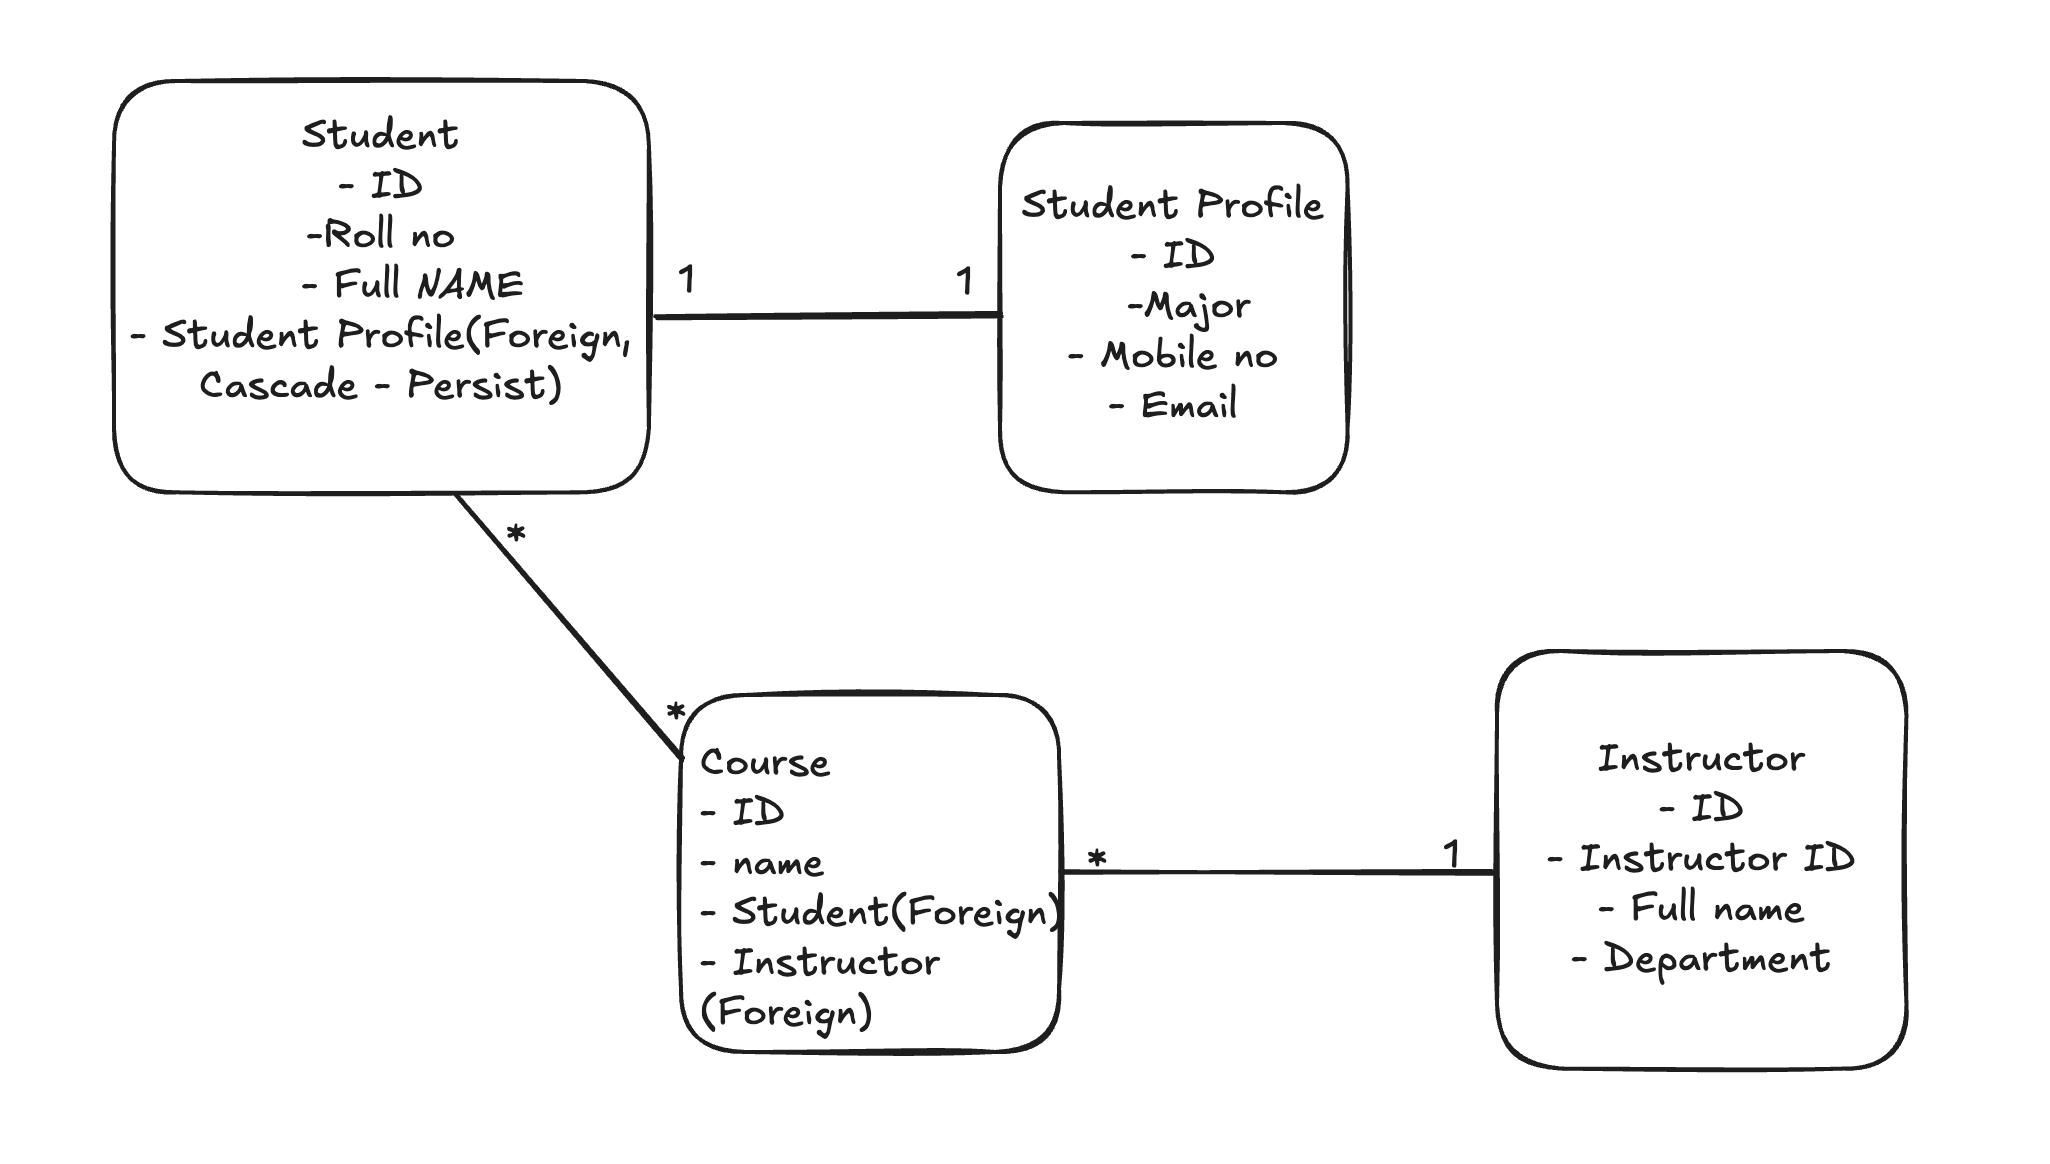 Student
- ID
-Roll no
- Full NAME
- Student Profile(Foreign,
Cascade - Persist)
1
1
Student Profile
- ID
-Major
- Mobile no
- Email
*
*
Course
- ID
- name
- Student(Foreign)
- Instructor
(Foreign)
*
1
Instructor
- ID
- Instructor ID
- Full name
- Department